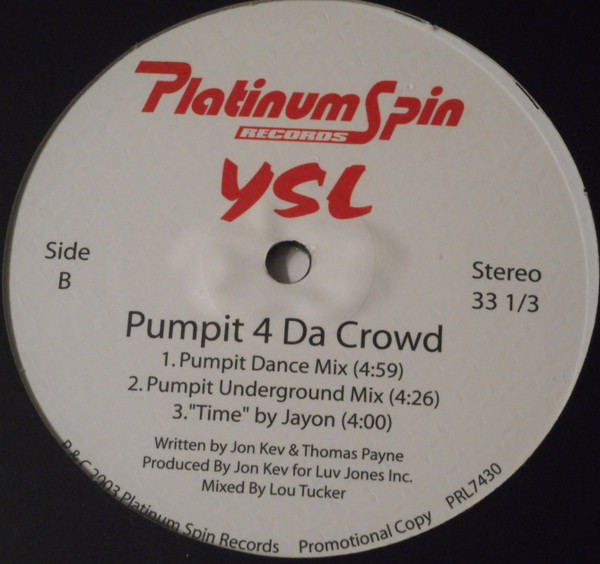 Platinum Spin
RECORDS
YSL
Side
B
Stereo
33 1/3
Pumpit 4 Da Crowd
1. Pumpit Dance Mix (4:59)
2. Pumpit Underground Mix (4:26)
3. "Time" by Jayon (4:00)
Written by Jon Kev & Thomas Payne
Produced By Jon Kev for Luv Jones Inc.
Mixed By Lou Tucker
P & C 2003 Platinum Spin Records Promotional Copy PRL7430